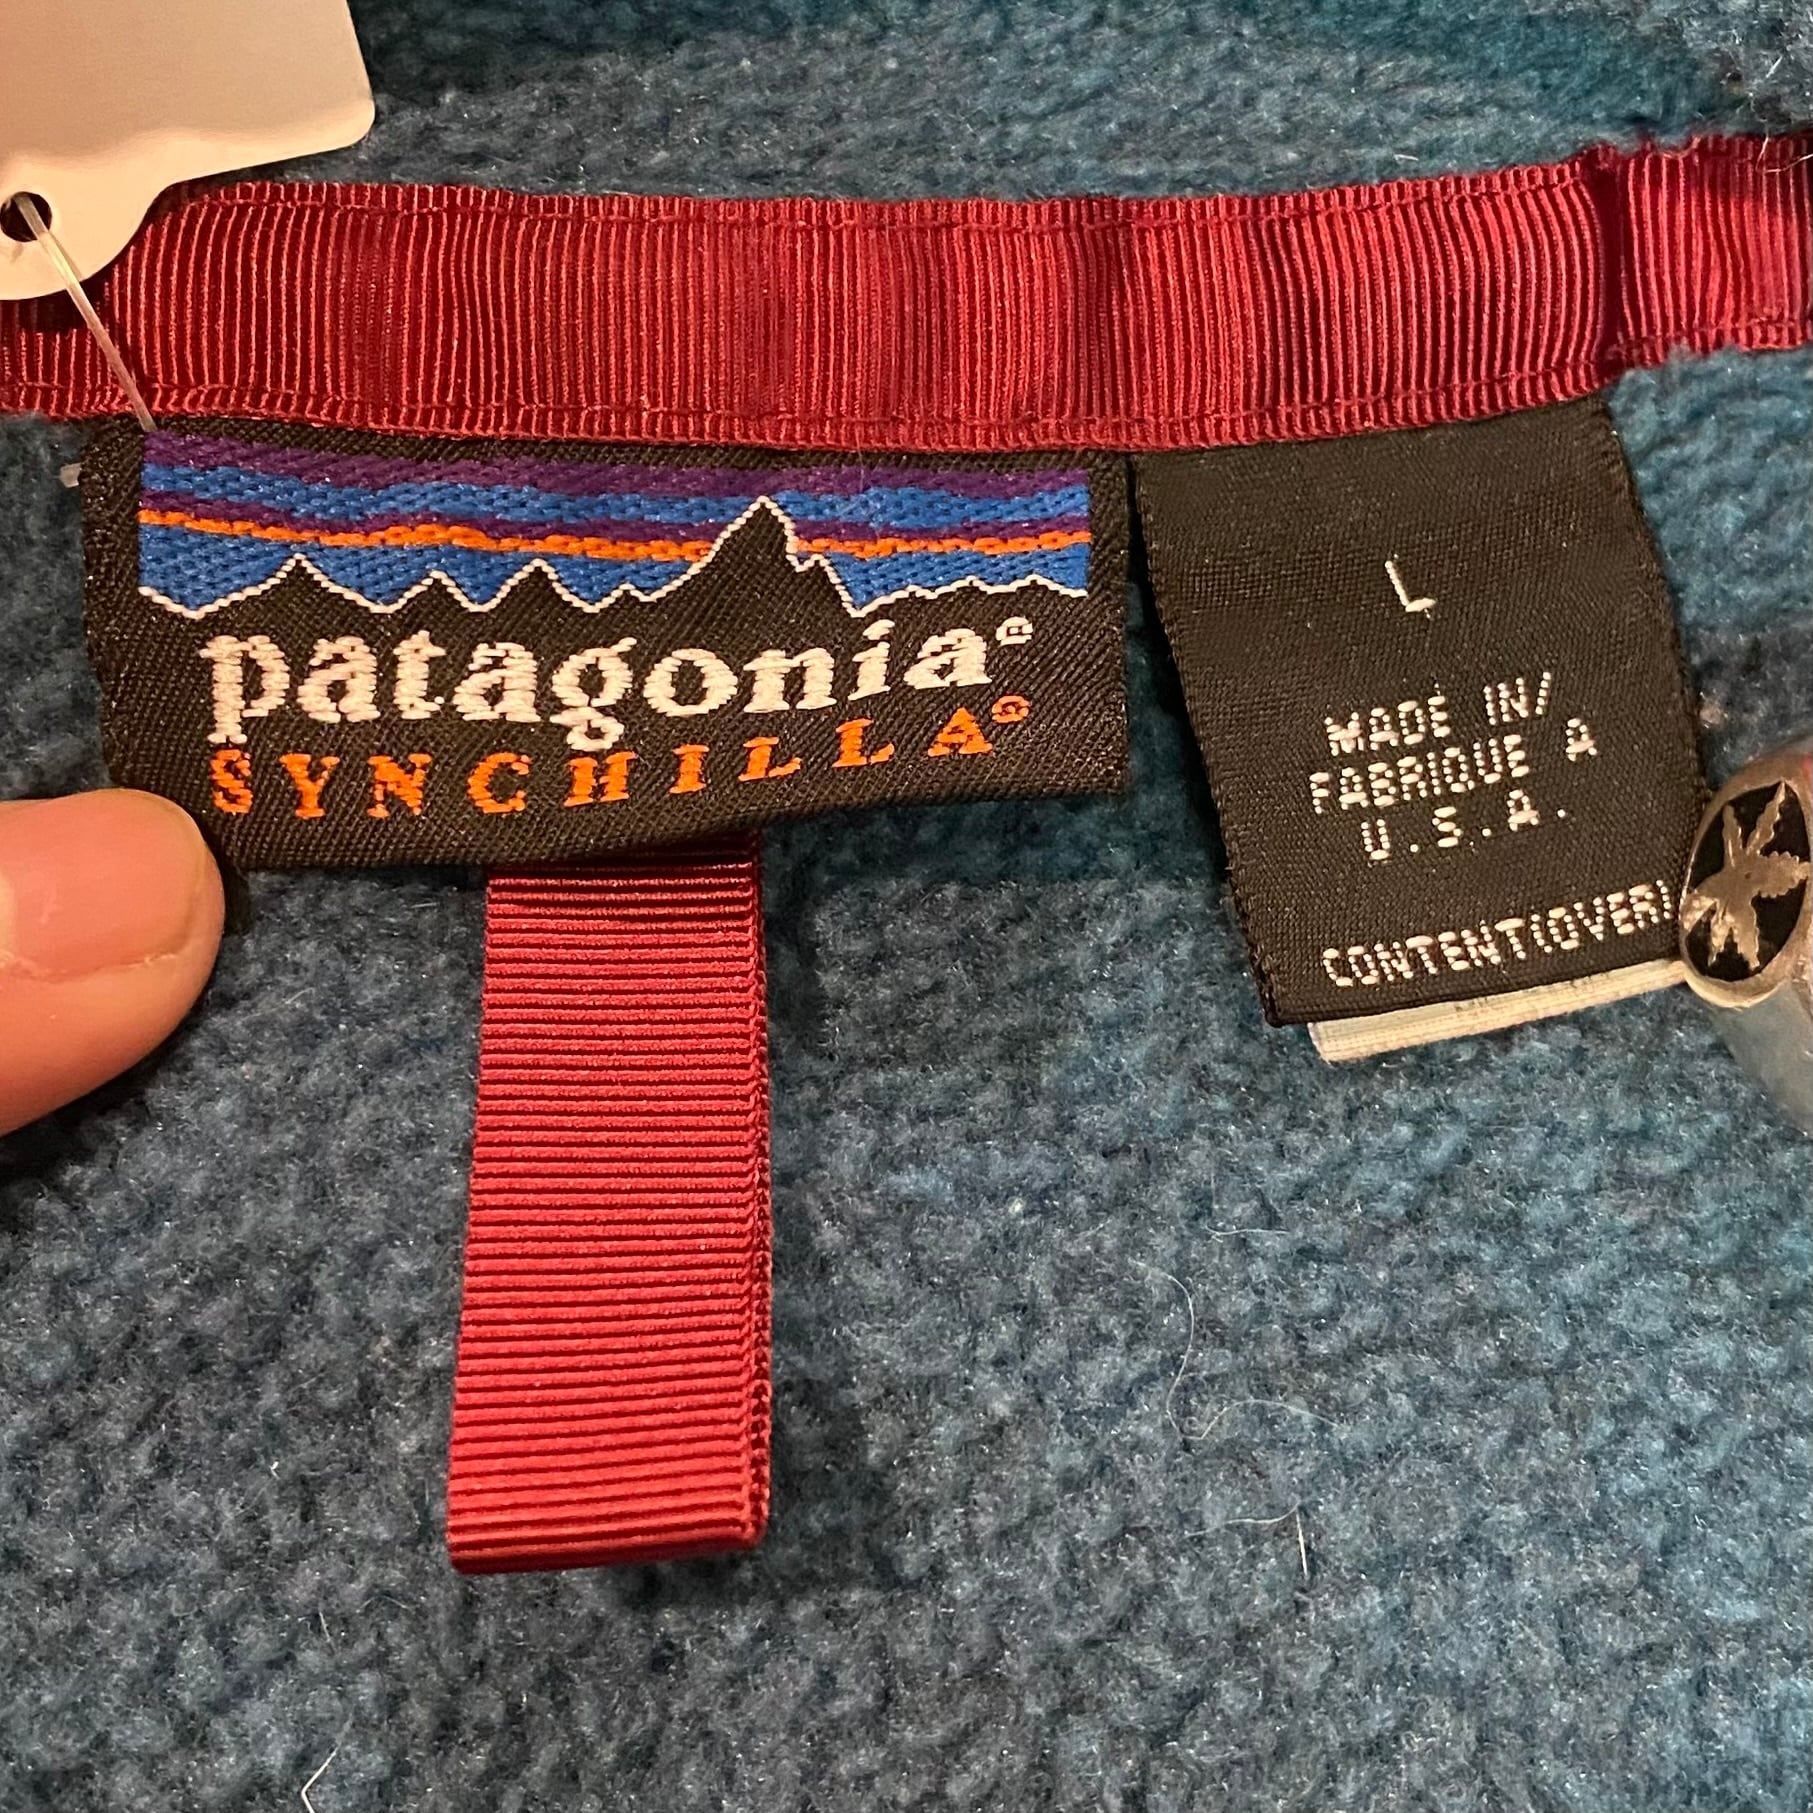 patagonia®
SYNCHILLA®
L
MADE IN/
FABRIQUE A
U.S.A.
CONTENT(OVER)